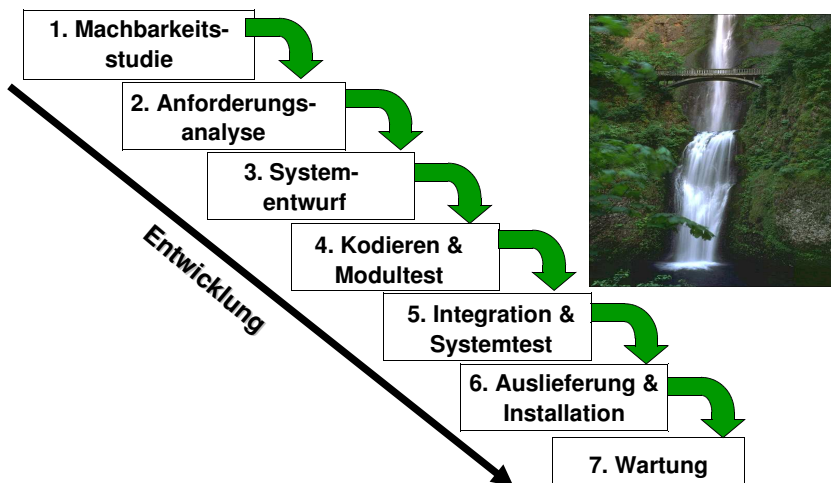 1. Machbarkeits-
studie
2. Anforderungs-
analyse
3. System-
entwurf
4. Kodieren &
Modultest
5. Integration &
Systemtest
6. Auslieferung &
Installation
7. Wartung
Entwicklung